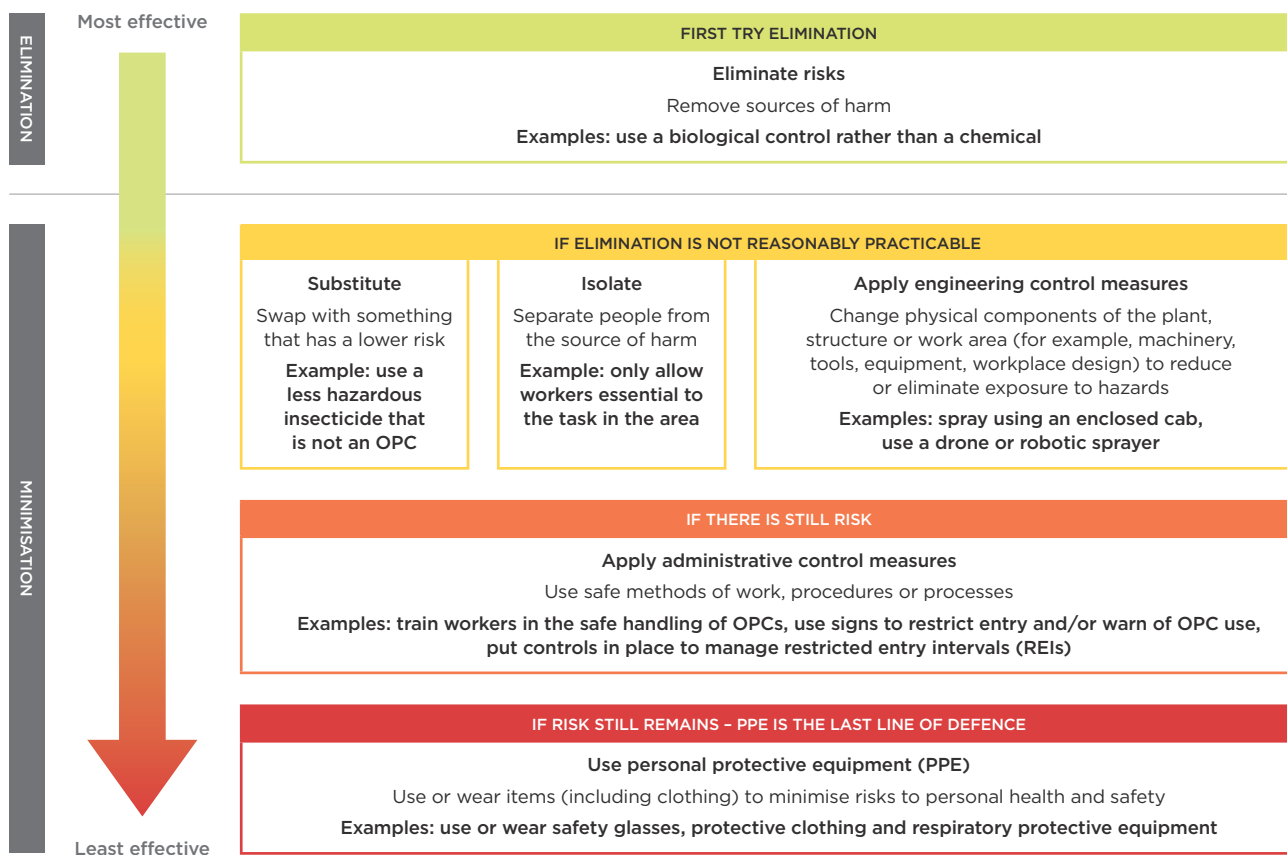 ELIMINATION
Most effective
FIRST TRY ELIMINATION
Eliminate risks
Remove sources of harm
Examples: use a biological control rather than a chemical
MINIMISATION
IF ELIMINATION IS NOT REASONABLY PRACTICABLE
Substitute
Swap with something
that has a lower risk
Example: use a
less hazardous
insecticide that
is not an OPC
Isolate
Separate people from
the source of harm
Example: only allow
workers essential to
the task in the area
Apply engineering control measures
Change physical components of the plant,
structure or work area (for example, machinery,
tools, equipment, workplace design) to reduce
or eliminate exposure to hazards
Examples: spray using an enclosed cab,
use a drone or robotic sprayer
IF THERE IS STILL RISK
Apply administrative control measures
Use safe methods of work, procedures or processes
Examples: train workers in the safe handling of OPCs, use signs to restrict entry and/or warn of OPC use,
put controls in place to manage restricted entry intervals (REIs)
IF RISK STILL REMAINS – PPE IS THE LAST LINE OF DEFENCE
Use personal protective equipment (PPE)
Use or wear items (including clothing) to minimise risks to personal health and safety
Examples: use or wear safety glasses, protective clothing and respiratory protective equipment
Least effective